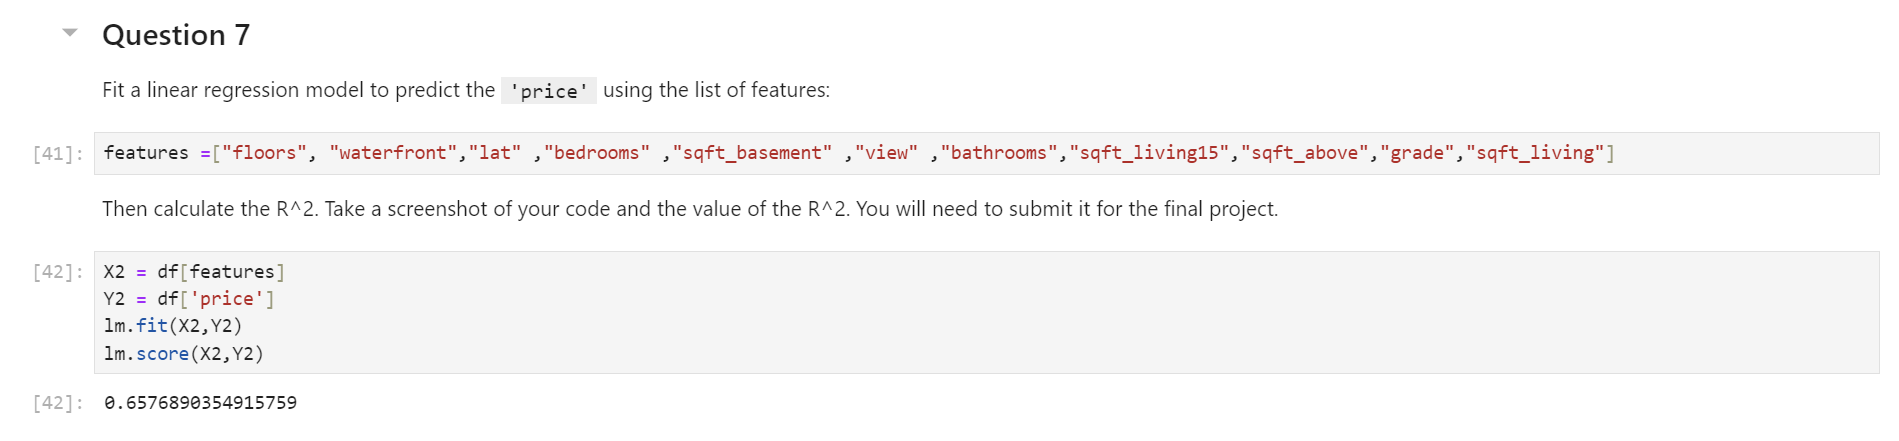 Question 7
Fit a linear regression model to predict the 'price' using the list of features:
[41]: features =["floors", "waterfront","lat" ,"bedrooms" ,"sqft_basement" ,"view" ,"bathrooms","sqft_living15","sqft_above","grade","sqft_living"]
Then calculate the R^2. Take a screenshot of your code and the value of the R^2. You will need to submit it for the final project.
[42]: X2 = df[features]
Y2 = df['price']
lm.fit(X2,Y2)
lm.score(X2,Y2)
[42]: 0.6576890354915759